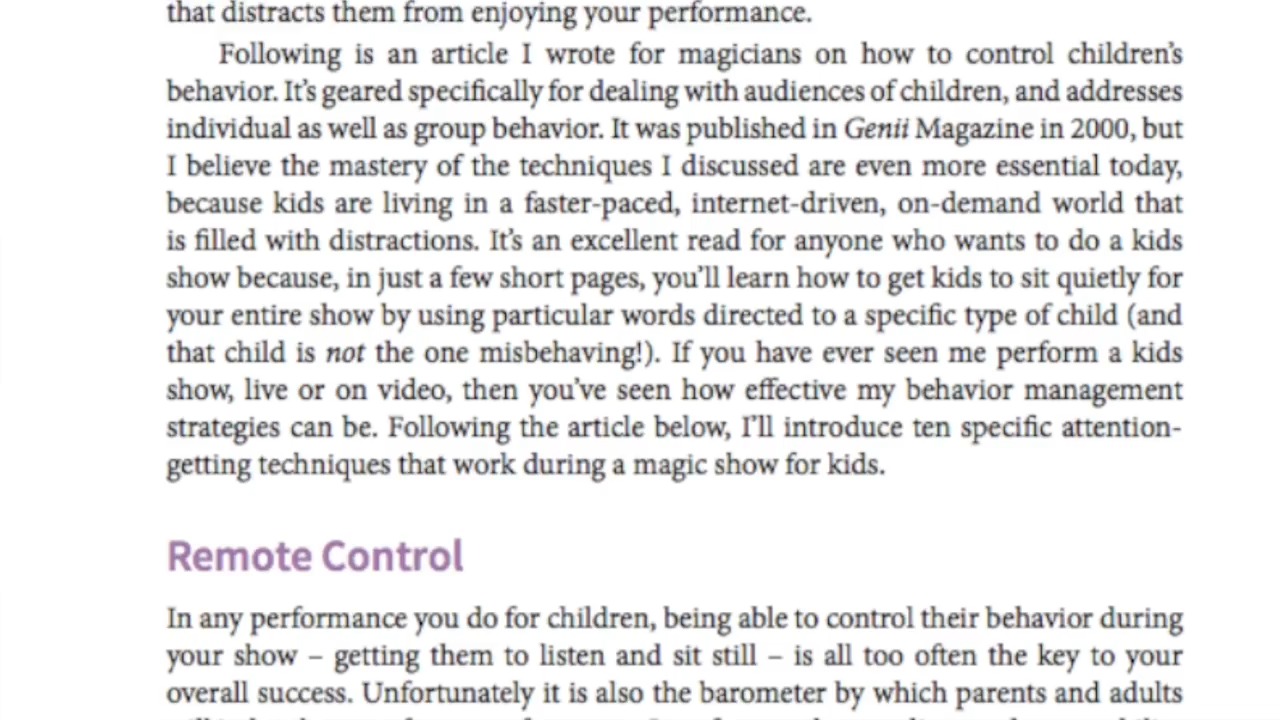 that distracts them from enjoying your performance.
Following is an article I wrote for magicians on how to control children's
behavior. It's geared specifically for dealing with audiences of children, and addresses
individual as well as group behavior. It was published in Genii Magazine in 2000, but
I believe the mastery of the techniques I discussed are even more essential today,
because kids are living in a faster-paced, internet-driven, on-demand world that
is filled with distractions. It's an excellent read for anyone who wants to do a kids
show because, in just a few short pages, you'll learn how to get kids to sit quietly for
your entire show by using particular words directed to a specific type of child (and
that child is not the one misbehaving!). If you have ever seen me perform a kids
show, live or on video, then you've seen how effective my behavior management
strategies can be. Following the article below, I'll introduce ten specific attention-
getting techniques that work during a magic show for kids.
Remote Control
In any performance you do for children, being able to control their behavior during
your show – getting them to listen and sit still – is all too often the key to your
overall success. Unfortunately it is also the barometer by which parents and adults